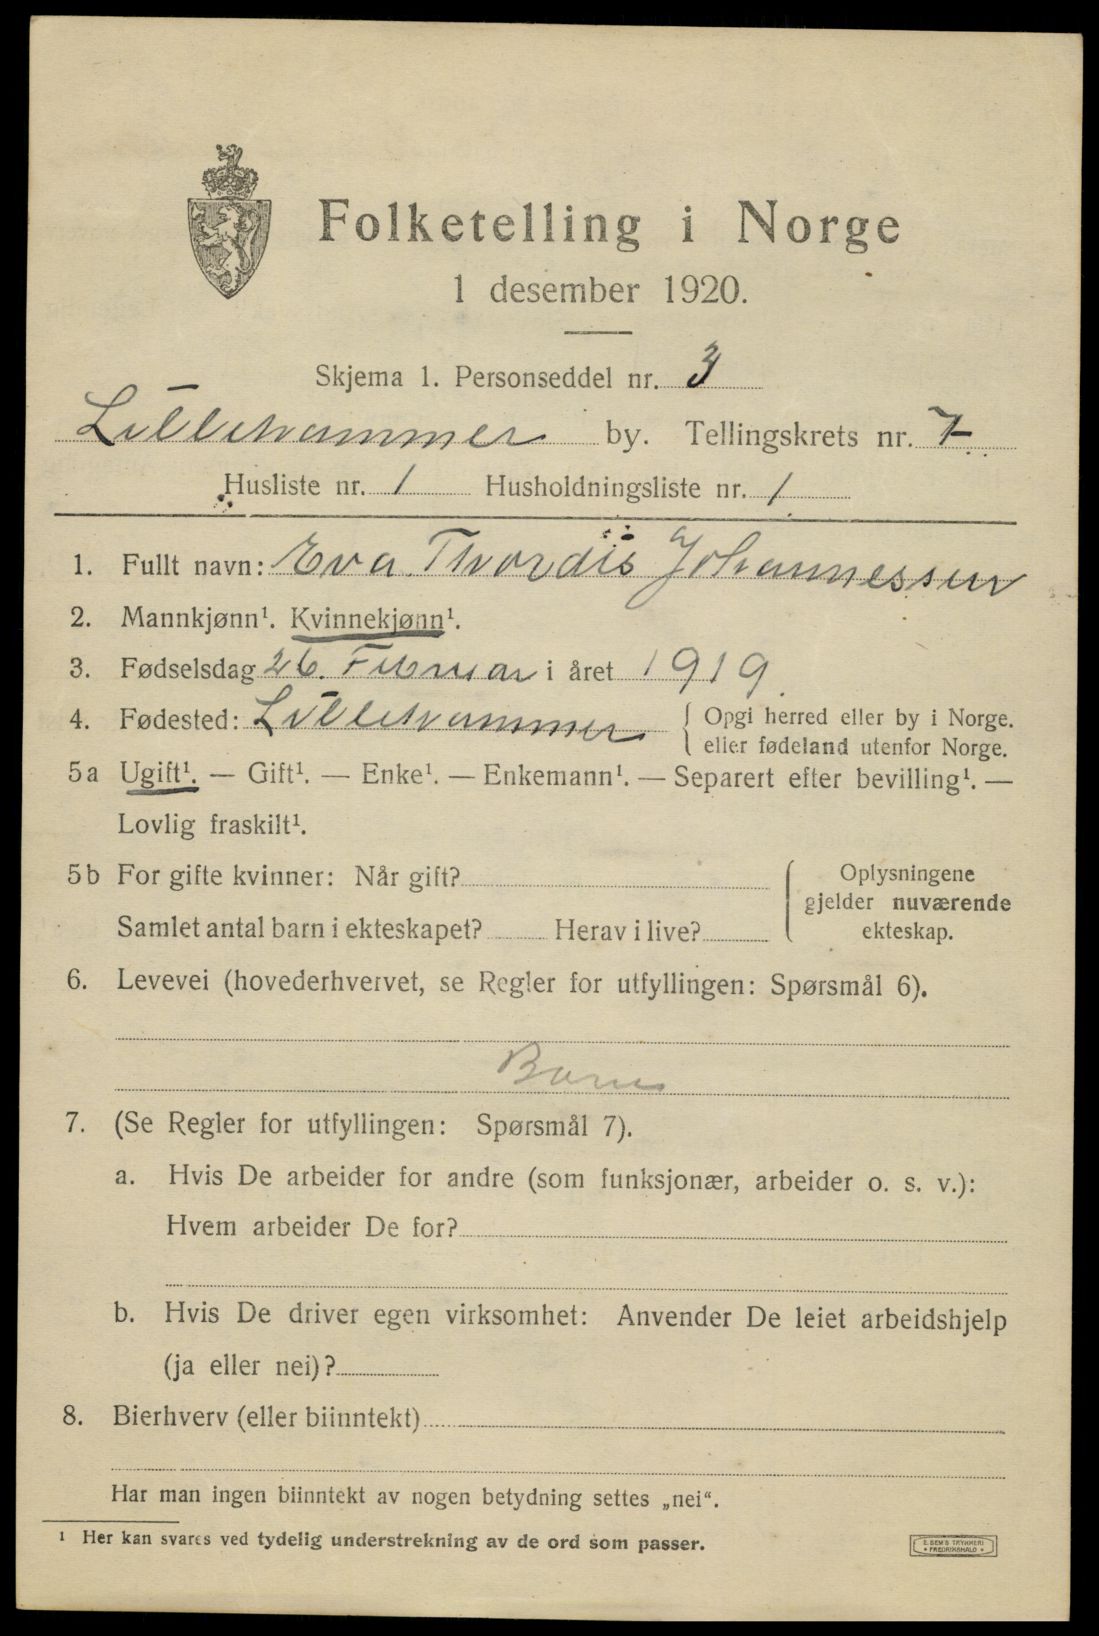 Folketelling i Norge
1 desember 1920.
Skjema 1. Personseddel nr. 3
Lillehammer by. Tellingskrets nr. 7
Husliste nr. 1 Husholdningsliste nr. 1
1. Fullt navn: Eva Thordis Johannessen
2. Mannkjønn¹. Kvinnekjønn¹.
3. Fødselsdag 26. Februar i året 1919
4. Fødested: Lillehammer { Opgi herred eller by i Norge.
eller fødeland utenfor Norge.
5a Ugift¹. — Gift¹. — Enke¹. — Enkemann¹. — Separert efter bevilling¹. —
Lovlig fraskilt¹.
5b For gifte kvinner: Når gift? { Oplysningene
gjelder nuværende
Samlet antal barn i ekteskapet? Herav i live? ekteskap.
6. Levevei (hovederhvervet, se Regler for utfyllingen: Spørsmål 6).
Barn
7. (Se Regler for utfyllingen: Spørsmål 7).
a. Hvis De arbeider for andre (som funksjonær, arbeider o. s. v.):
Hvem arbeider De for?
b. Hvis De driver egen virksomhet: Anvender De leiet arbeidshjelp
(ja eller nei)?
8. Bierhverv (eller biinntekt)
Har man ingen biinntekt av nogen betydning settes „nei“.
¹ Her kan svares ved tydelig understrekning av de ord som passer.
E. SEM'S TRYKKERI
• FREDRIKSHALD •